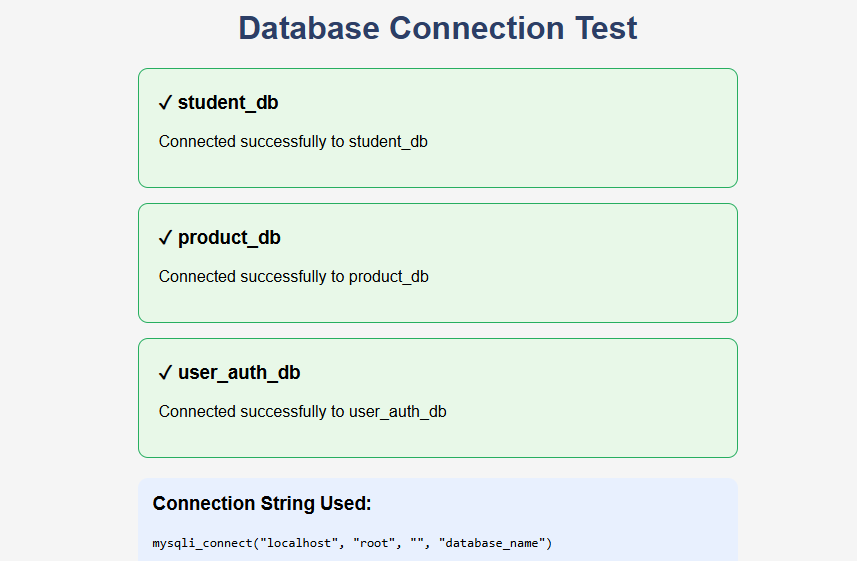 Database Connection Test
✓ student_db
Connected successfully to student_db
✓ product_db
Connected successfully to product_db
✓ user_auth_db
Connected successfully to user_auth_db
Connection String Used:
mysqli_connect("localhost", "root", "", "database_name")